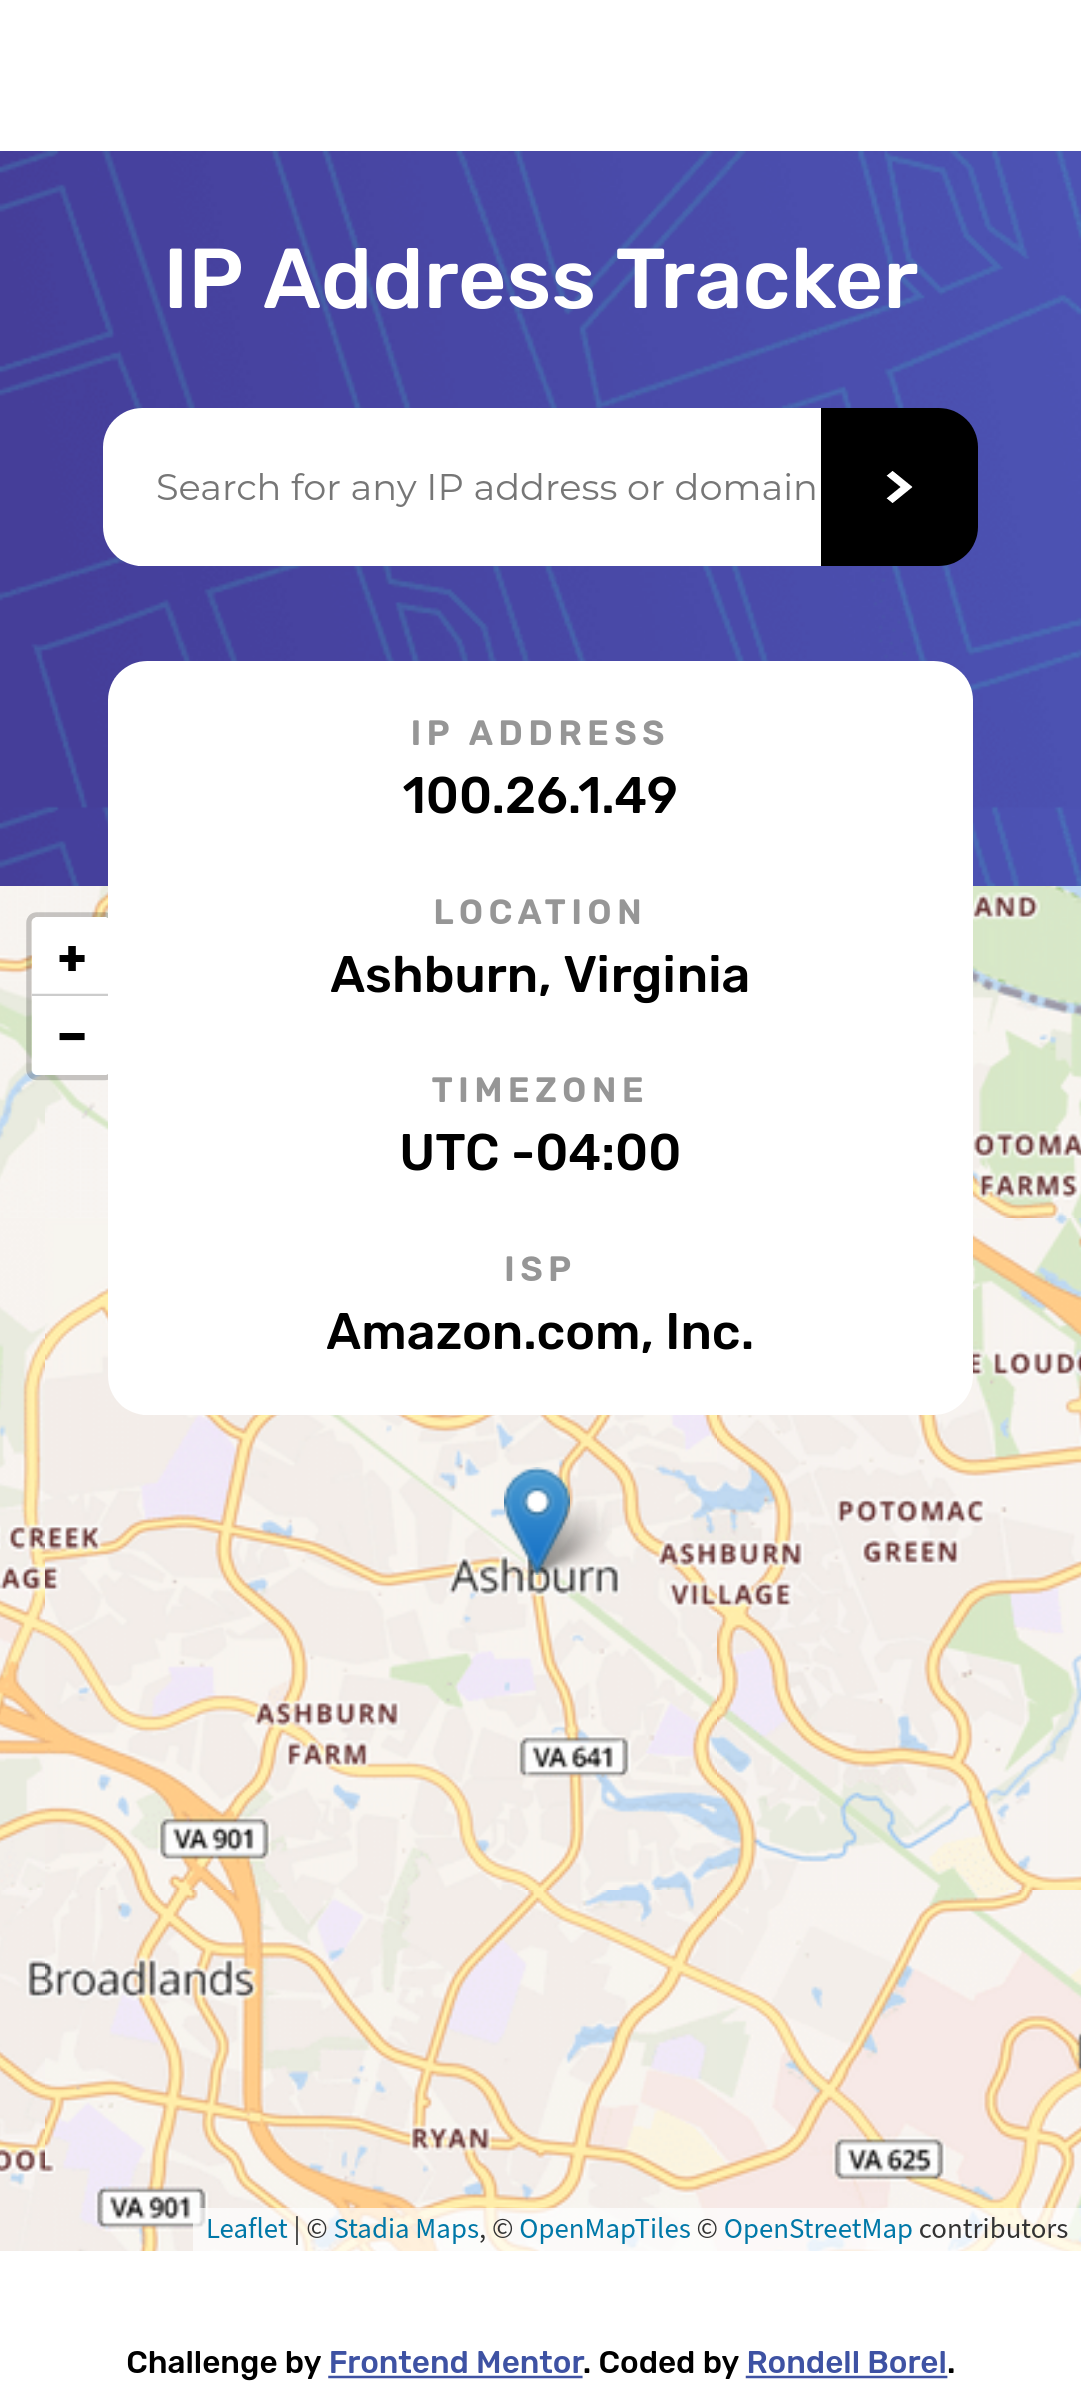 IP Address Tracker
Search for any IP address or domain
>
IP ADDRESS
100.26.1.49
LOCATION
Ashburn, Virginia
TIMEZONE
UTC -04:00
ISP
Amazon.com, Inc.
+
−
AND
OTOMA
FARMS
E LOUD
POTOMAC
GREEN
CREEK
AGE
Ashburn
ASHBURN
VILLAGE
ASHBURN
FARM
VA 641
VA 901
Broadlands
RYAN
OOL
VA 625
VA 901
Leaflet | © Stadia Maps, © OpenMapTiles © OpenStreetMap contributors
Challenge by Frontend Mentor. Coded by Rondell Borel.